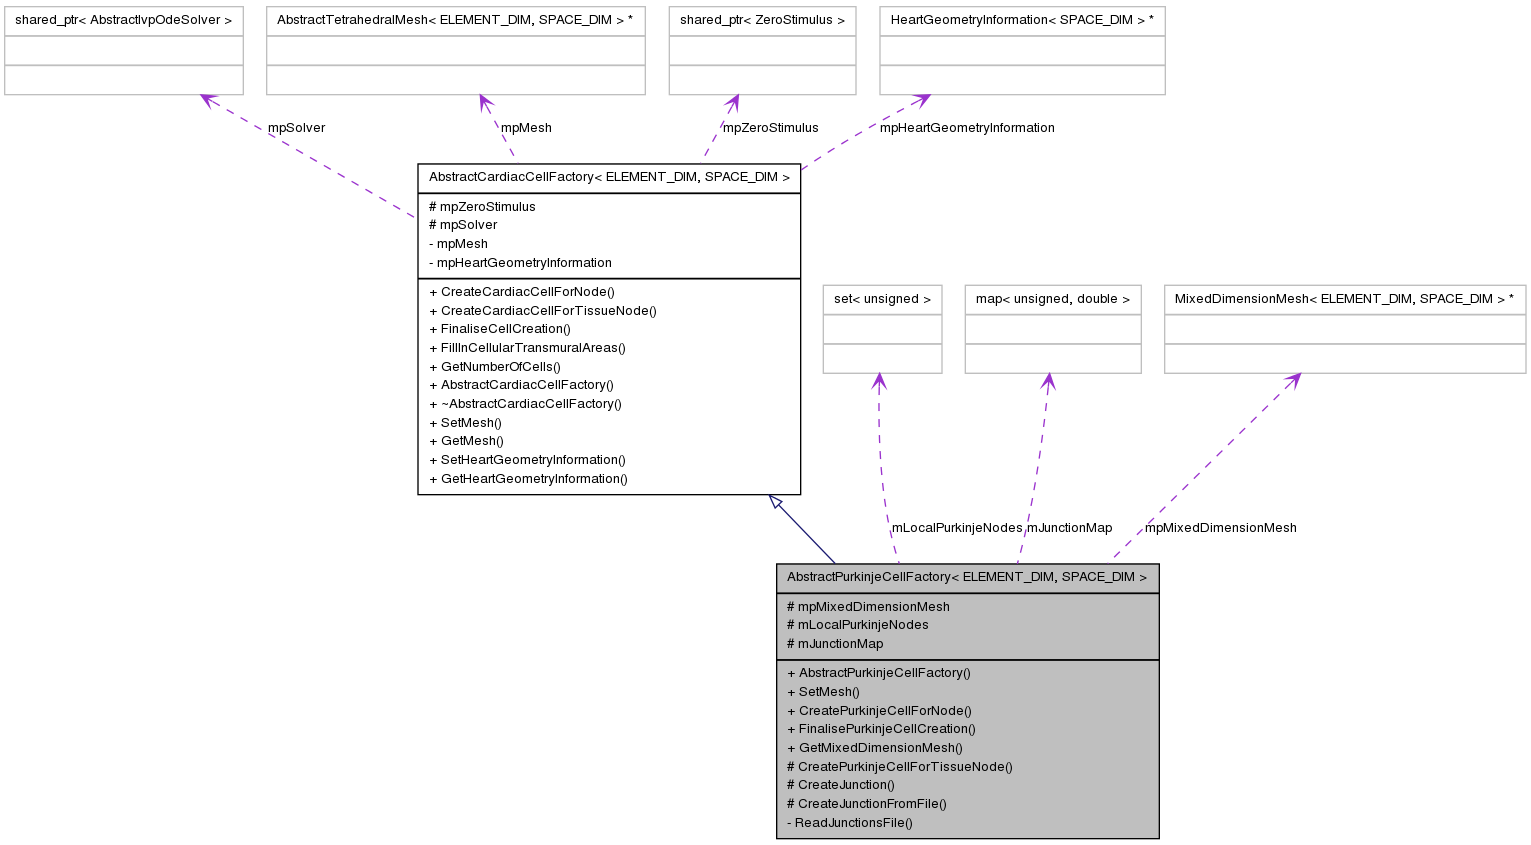 shared_ptr< AbstractIvpOdeSolver >
AbstractTetrahedralMesh< ELEMENT_DIM, SPACE_DIM > *
shared_ptr< ZeroStimulus >
HeartGeometryInformation< SPACE_DIM > *
mpSolver
mpMesh
mpZeroStimulus
mpHeartGeometryInformation
AbstractCardiacCellFactory< ELEMENT_DIM, SPACE_DIM >
# mpZeroStimulus
# mpSolver
- mpMesh
- mpHeartGeometryInformation
+ CreateCardiacCellForNode()
+ CreateCardiacCellForTissueNode()
+ FinaliseCellCreation()
+ FillInCellularTransmuralAreas()
+ GetNumberOfCells()
+ AbstractCardiacCellFactory()
+ ~AbstractCardiacCellFactory()
+ SetMesh()
+ GetMesh()
+ SetHeartGeometryInformation()
+ GetHeartGeometryInformation()
set< unsigned >
map< unsigned, double >
MixedDimensionMesh< ELEMENT_DIM, SPACE_DIM > *
mLocalPurkinjeNodes
mJunctionMap
mpMixedDimensionMesh
AbstractPurkinjeCellFactory< ELEMENT_DIM, SPACE_DIM >
# mpMixedDimensionMesh
# mLocalPurkinjeNodes
# mJunctionMap
+ AbstractPurkinjeCellFactory()
+ SetMesh()
+ CreatePurkinjeCellForNode()
+ FinalisePurkinjeCellCreation()
+ GetMixedDimensionMesh()
# CreatePurkinjeCellForTissueNode()
# CreateJunction()
# CreateJunctionFromFile()
- ReadJunctionsFile()